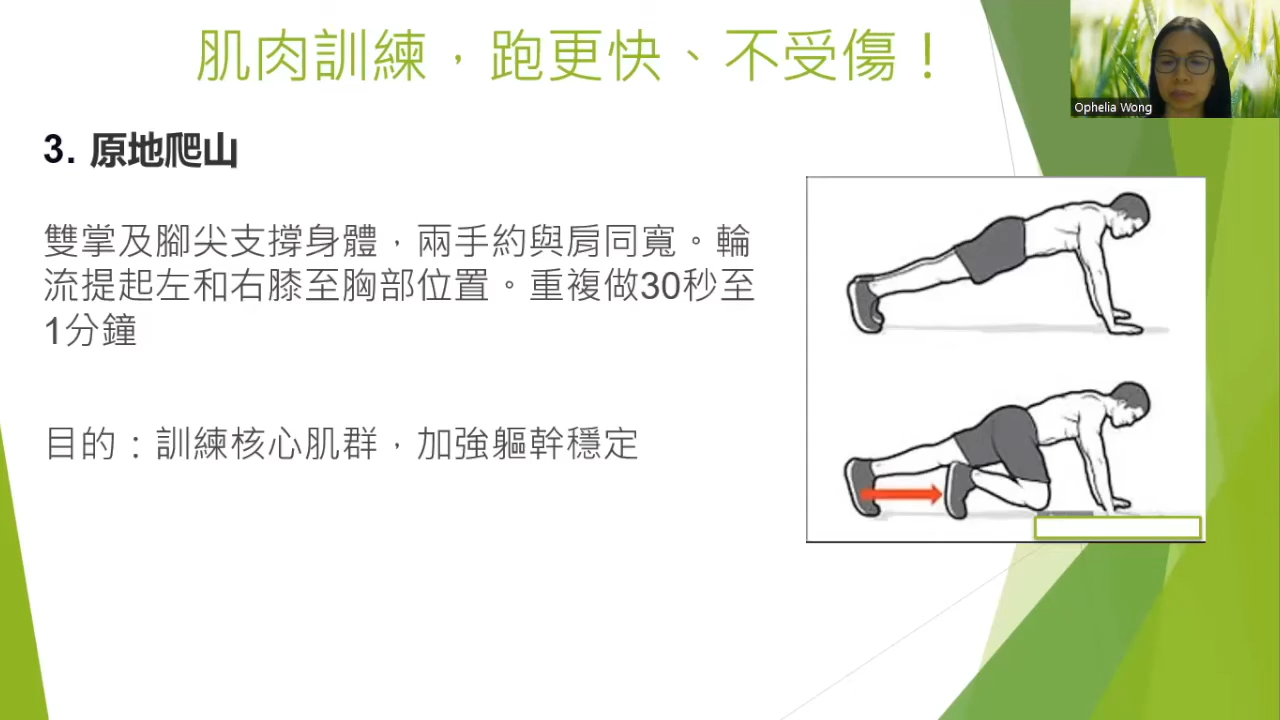 肌肉訓練，跑更快、不受傷！
Ophelia Wong
3. 原地爬山
雙掌及腳尖支撐身體，兩手約與肩同寬。輪
流提起左和右膝至胸部位置。重複做30秒至
1分鐘
目的：訓練核心肌群，加強軀幹穩定